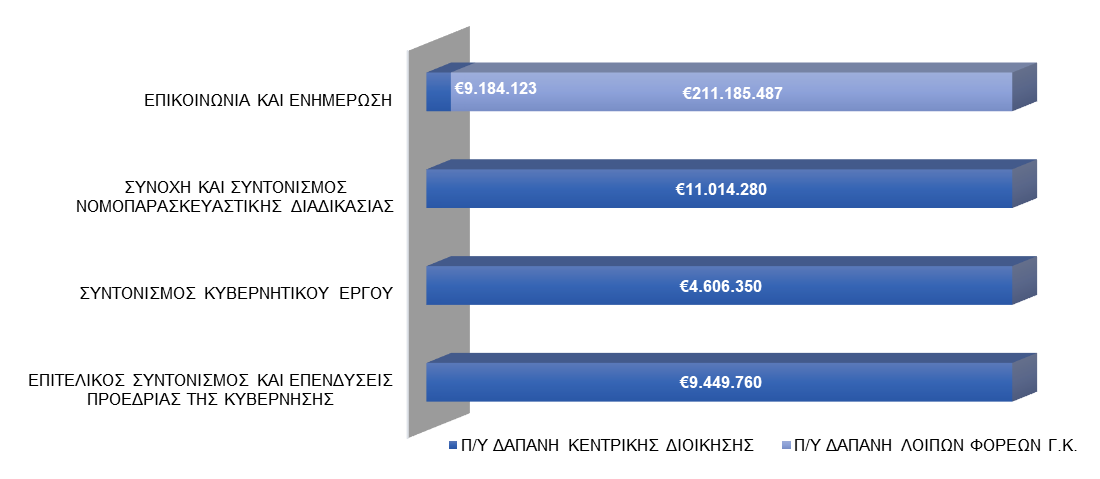 ΕΠΙΚΟΙΝΩΝΙΑ ΚΑΙ ΕΝΗΜΕΡΩΣΗ
€9.184.123
€211.185.487
ΣΥΝΟΧΗ ΚΑΙ ΣΥΝΤΟΝΙΣΜΟΣ
ΝΟΜΟΠΑΡΑΣΚΕΥΑΣΤΙΚΗΣ ΔΙΑΔΙΚΑΣΙΑΣ
€11.014.280
ΣΥΝΤΟΝΙΣΜΟΣ ΚΥΒΕΡΝΗΤΙΚΟΥ ΕΡΓΟΥ
€4.606.350
ΕΠΙΤΕΛΙΚΟΣ ΣΥΝΤΟΝΙΣΜΟΣ ΚΑΙ ΕΠΕΝΔΥΣΕΙΣ
ΠΡΟΕΔΡΙΑΣ ΤΗΣ ΚΥΒΕΡΝΗΣΗΣ
€9.449.760
Π/Υ ΔΑΠΑΝΗ ΚΕΝΤΡΙΚΗΣ ΔΙΟΙΚΗΣΗΣ
Π/Υ ΔΑΠΑΝΗ ΛΟΙΠΩΝ ΦΟΡΕΩΝ Γ.Κ.